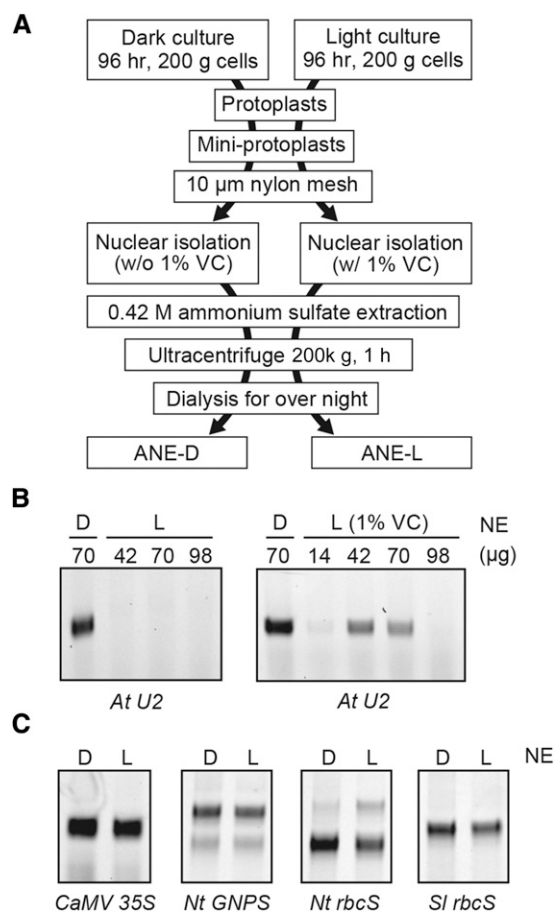 A
Dark culture
96 hr, 200 g cells
Light culture
96 hr, 200 g cells
Protoplasts
Mini-protoplasts
10 µm nylon mesh
Nuclear isolation
(w/o 1% VC)
Nuclear isolation
(w/ 1% VC)
0.42 M ammonium sulfate extraction
Ultracentrifuge 200k g, 1 h
Dialysis for over night
ANE-D
ANE-L
B
D L
70 42 70 98
At U2
D L (1% VC) NE
70 14 42 70 98 (µg)
At U2
C
D L D L D L D L NE
CaMV 35S Nt GNPS Nt rbcS Sl rbcS